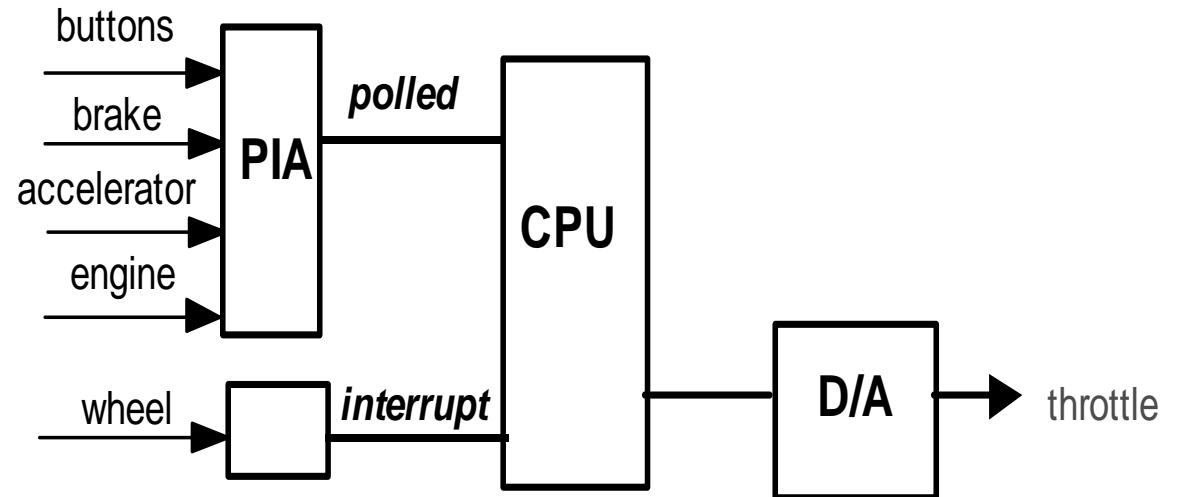 buttons
brake
accelerator
engine
PIA
polled
CPU
wheel
interrupt
D/A
throttle